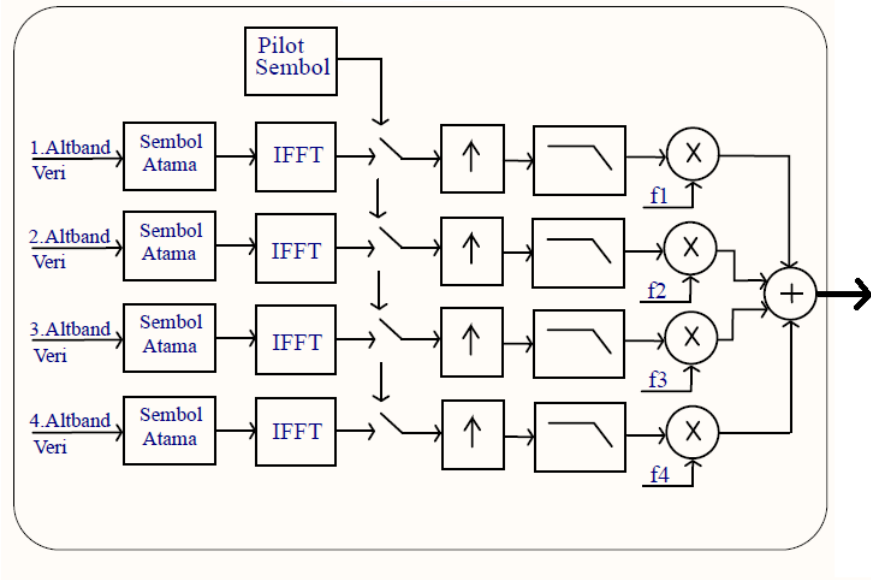 Pilot
Sembol
1.Altband
Veri
Sembol
Atama
IFFT
↑
X
f1
2.Altband
Veri
Sembol
Atama
IFFT
↑
X
f2
3.Altband
Veri
Sembol
Atama
IFFT
↑
X
f3
4.Altband
Veri
Sembol
Atama
IFFT
↑
X
f4
+